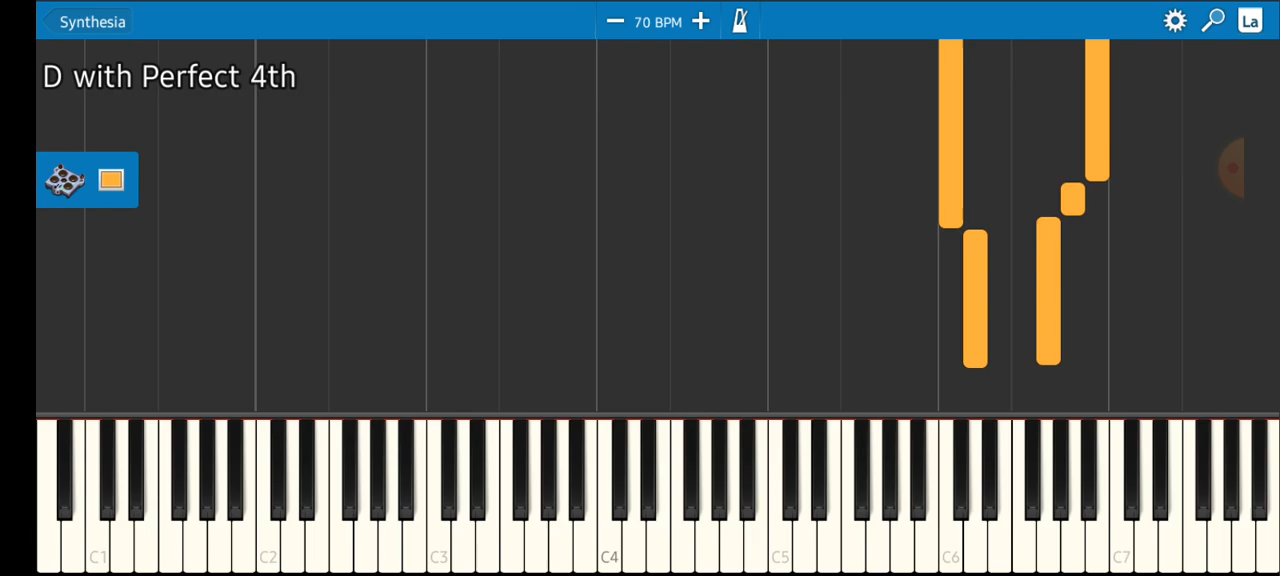 Synthesia
70 BPM
La
D with Perfect 4th
C1
C2
C3
C4
C5
C6
C7